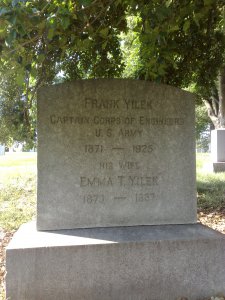 FRANK YILEK
CAPTAIN CORPS OF ENGINEERS
U.S. ARMY
1871 — 1925
HIS WIFE
EMMA T. YILEK